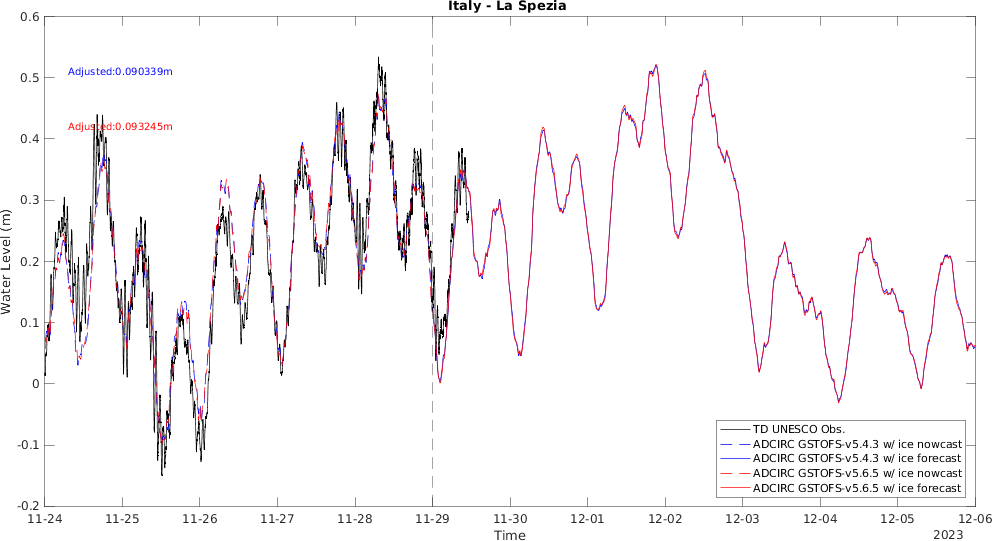 Italy - La Spezia
Water Level (m)
0.6
0.5
0.4
0.3
0.2
0.1
0
-0.1
-0.2
Adjusted:0.090339m
Adjusted:0.093245m
TD UNESCO Obs.
ADCIRC GSTOFS-v5.4.3 w/ ice nowcast
ADCIRC GSTOFS-v5.4.3 w/ ice forecast
ADCIRC GSTOFS-v5.6.5 w/ ice nowcast
ADCIRC GSTOFS-v5.6.5 w/ ice forecast
11-24 11-25 11-26 11-27 11-28 11-29 11-30 12-01 12-02 12-03 12-04 12-05 12-06
Time
2023